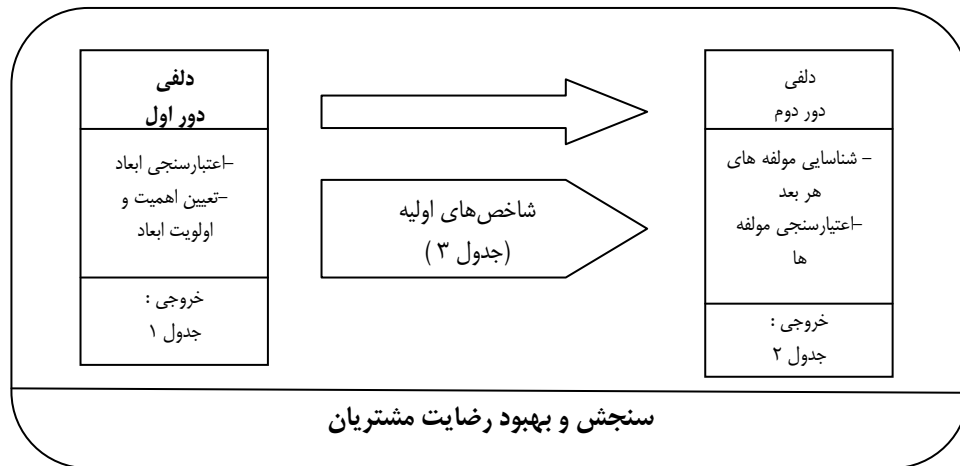 دلفی
دور اول
-اعتبارسنجی ابعاد
-تعیین اهمیت و
اولویت ابعاد
خروجی :
جدول ۱
شاخص‌های اولیه
(جدول ۳ )
دلفی
دور دوم
- شناسایی مولفه های
هر بعد
-اعتیارسنجی مولفه
ها
خروجی :
جدول ۲
سنجش و بهبود رضایت مشتریان